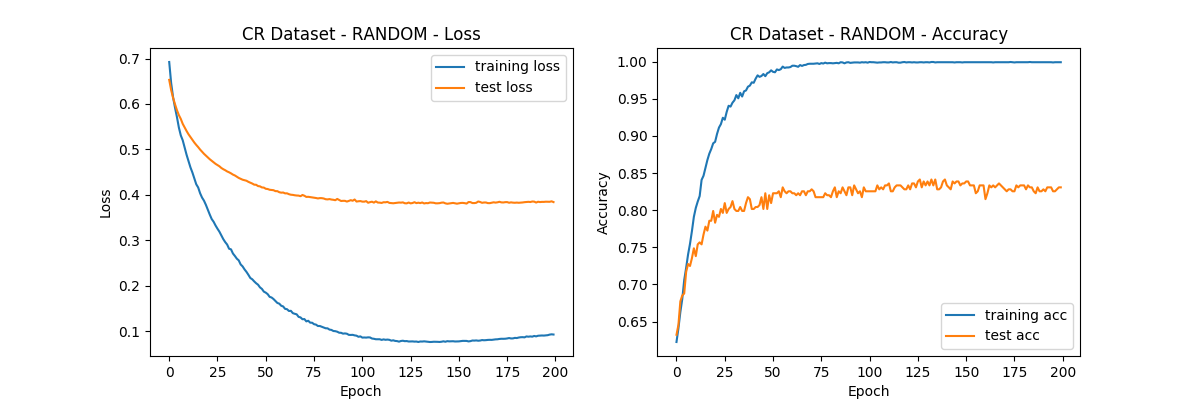 CR Dataset - RANDOM - Loss
0.7
0.6
0.5
0.4
0.3
0.2
0.1
Loss
training loss
test loss
0 25 50 75 100 125 150 175 200
Epoch
CR Dataset - RANDOM - Accuracy
1.00
0.95
0.90
0.85
0.80
0.75
0.70
0.65
Accuracy
training acc
test acc
0 25 50 75 100 125 150 175 200
Epoch